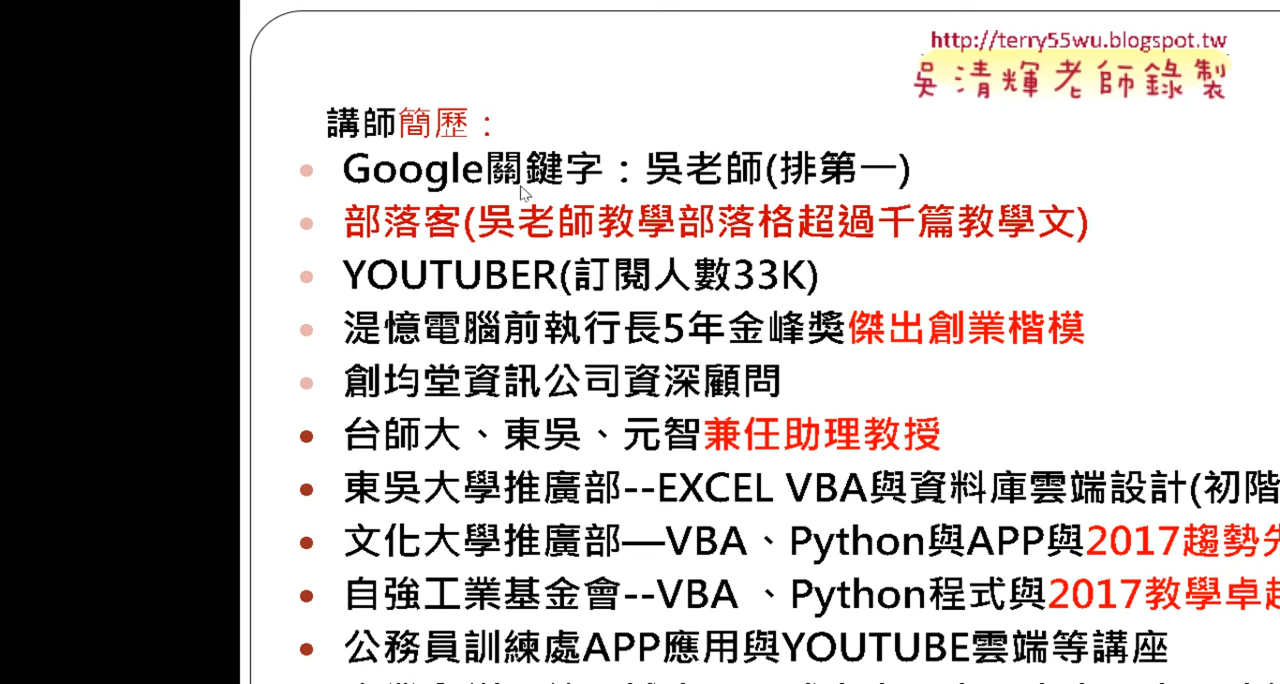 http://terry55wu.blogspot.tw
吳清輝老師錄製
講師簡歷：
Google關鍵字：吳老師(排第一)
部落客(吳老師教學部落格超過千篇教學文)
YOUTUBER(訂閱人數33K)
湜憶電腦前執行長5年金峰獎傑出創業楷模
創均堂資訊公司資深顧問
台師大、東吳、元智兼任助理教授
東吳大學推廣部--EXCEL VBA與資料庫雲端設計(初階
文化大學推廣部—VBA、Python與APP與2017趨勢先
自強工業基金會--VBA 、Python程式與2017教學卓越
公務員訓練處APP應用與YOUTUBE雲端等講座